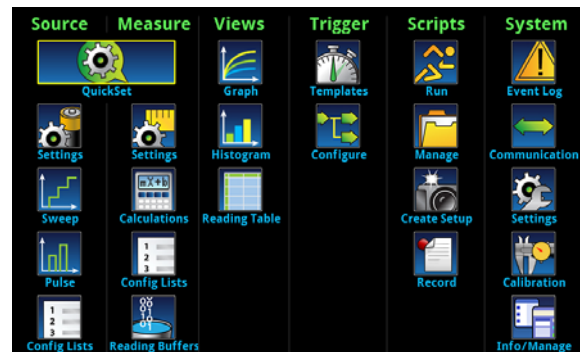 Source Measure Views Trigger Scripts System
QuickSet Graph Templates Run Event Log
Settings Settings Histogram Configure Manage Communication
Sweep Calculations Reading Table Create Setup Settings
Pulse Config Lists Record Calibration
Config Lists Reading Buffers Info/Manage